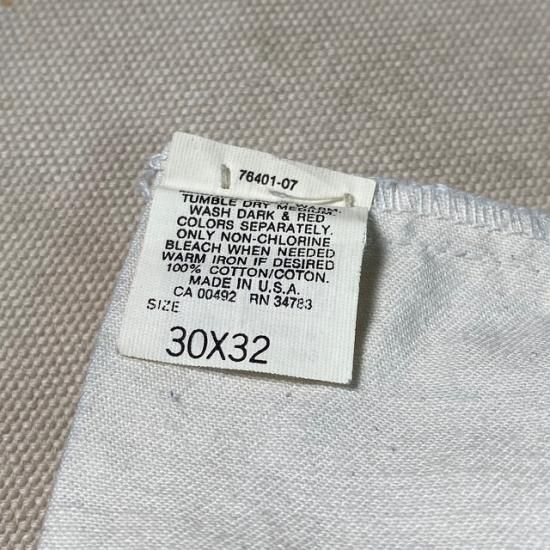 76401-07
TUMBLE DRY MEDIUM.
WASH DARK & RED
COLORS SEPARATELY.
ONLY NON-CHLORINE
BLEACH WHEN NEEDED
WARM IRON IF DESIRED
100% COTTON/COTON.
MADE IN U.S.A.
CA 00492 RN 34783
SIZE
30X32